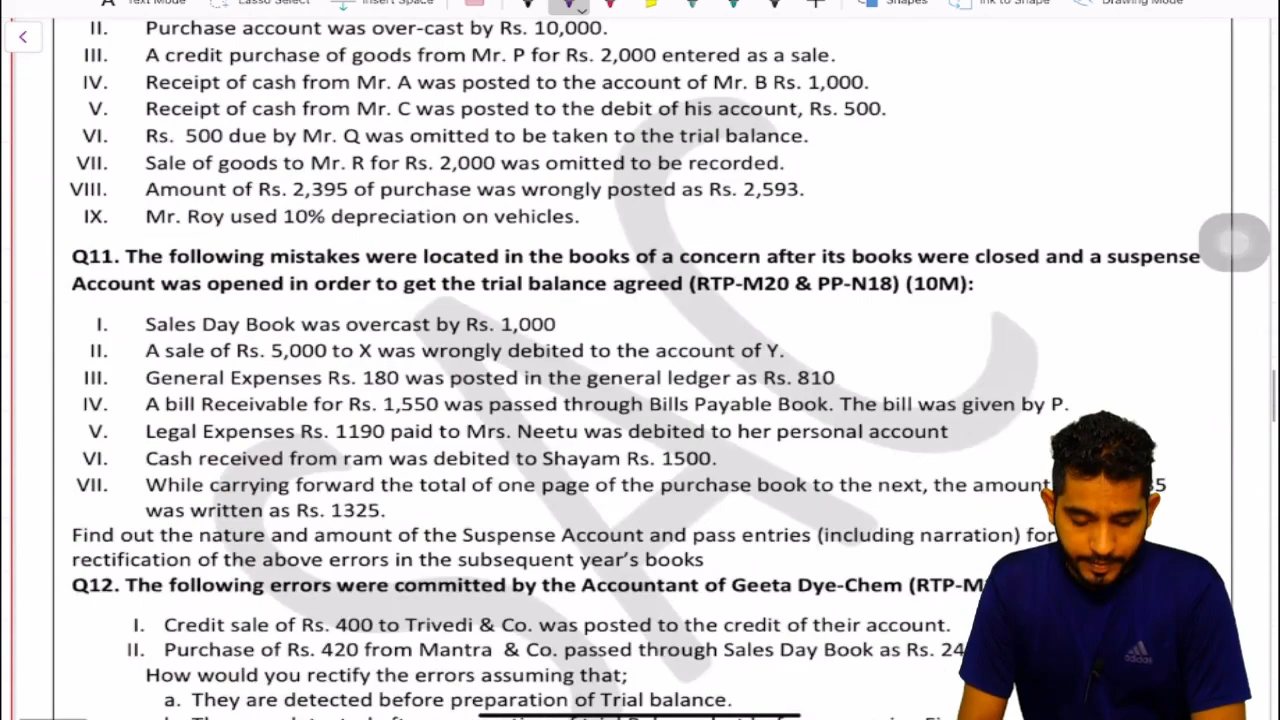 Text Mode Lasso Select Insert Space Shapes Ink to Shape Drawing Mode
II. Purchase account was over-cast by Rs. 10,000.
III. A credit purchase of goods from Mr. P for Rs. 2,000 entered as a sale.
IV. Receipt of cash from Mr. A was posted to the account of Mr. B Rs. 1,000.
V. Receipt of cash from Mr. C was posted to the debit of his account, Rs. 500.
VI. Rs. 500 due by Mr. Q was omitted to be taken to the trial balance.
VII. Sale of goods to Mr. R for Rs. 2,000 was omitted to be recorded.
VIII. Amount of Rs. 2,395 of purchase was wrongly posted as Rs. 2,593.
IX. Mr. Roy used 10% depreciation on vehicles.
Q11. The following mistakes were located in the books of a concern after its books were closed and a suspense
Account was opened in order to get the trial balance agreed (RTP-M20 & PP-N18) (10M):
I. Sales Day Book was overcast by Rs. 1,000
II. A sale of Rs. 5,000 to X was wrongly debited to the account of Y.
III. General Expenses Rs. 180 was posted in the general ledger as Rs. 810
IV. A bill Receivable for Rs. 1,550 was passed through Bills Payable Book. The bill was given by P.
V. Legal Expenses Rs. 1190 paid to Mrs. Neetu was debited to her personal account
VI. Cash received from ram was debited to Shayam Rs. 1500.
VII. While carrying forward the total of one page of the purchase book to the next, the amount 5
was written as Rs. 1325.
Find out the nature and amount of the Suspense Account and pass entries (including narration) for
rectification of the above errors in the subsequent year's books
Q12. The following errors were committed by the Accountant of Geeta Dye-Chem (RTP-M
I. Credit sale of Rs. 400 to Trivedi & Co. was posted to the credit of their account.
II. Purchase of Rs. 420 from Mantra & Co. passed through Sales Day Book as Rs. 24
How would you rectify the errors assuming that;
a. They are detected before preparation of Trial balance.
SAC
adidas